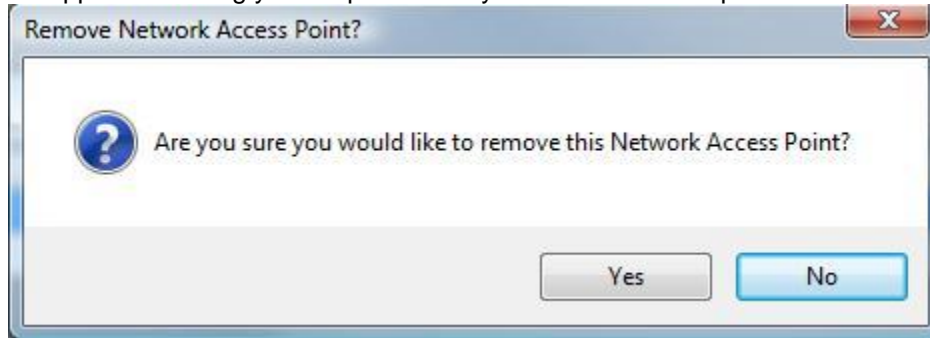 Remove Network Access Point?
Are you sure you would like to remove this Network Access Point?
Yes
No